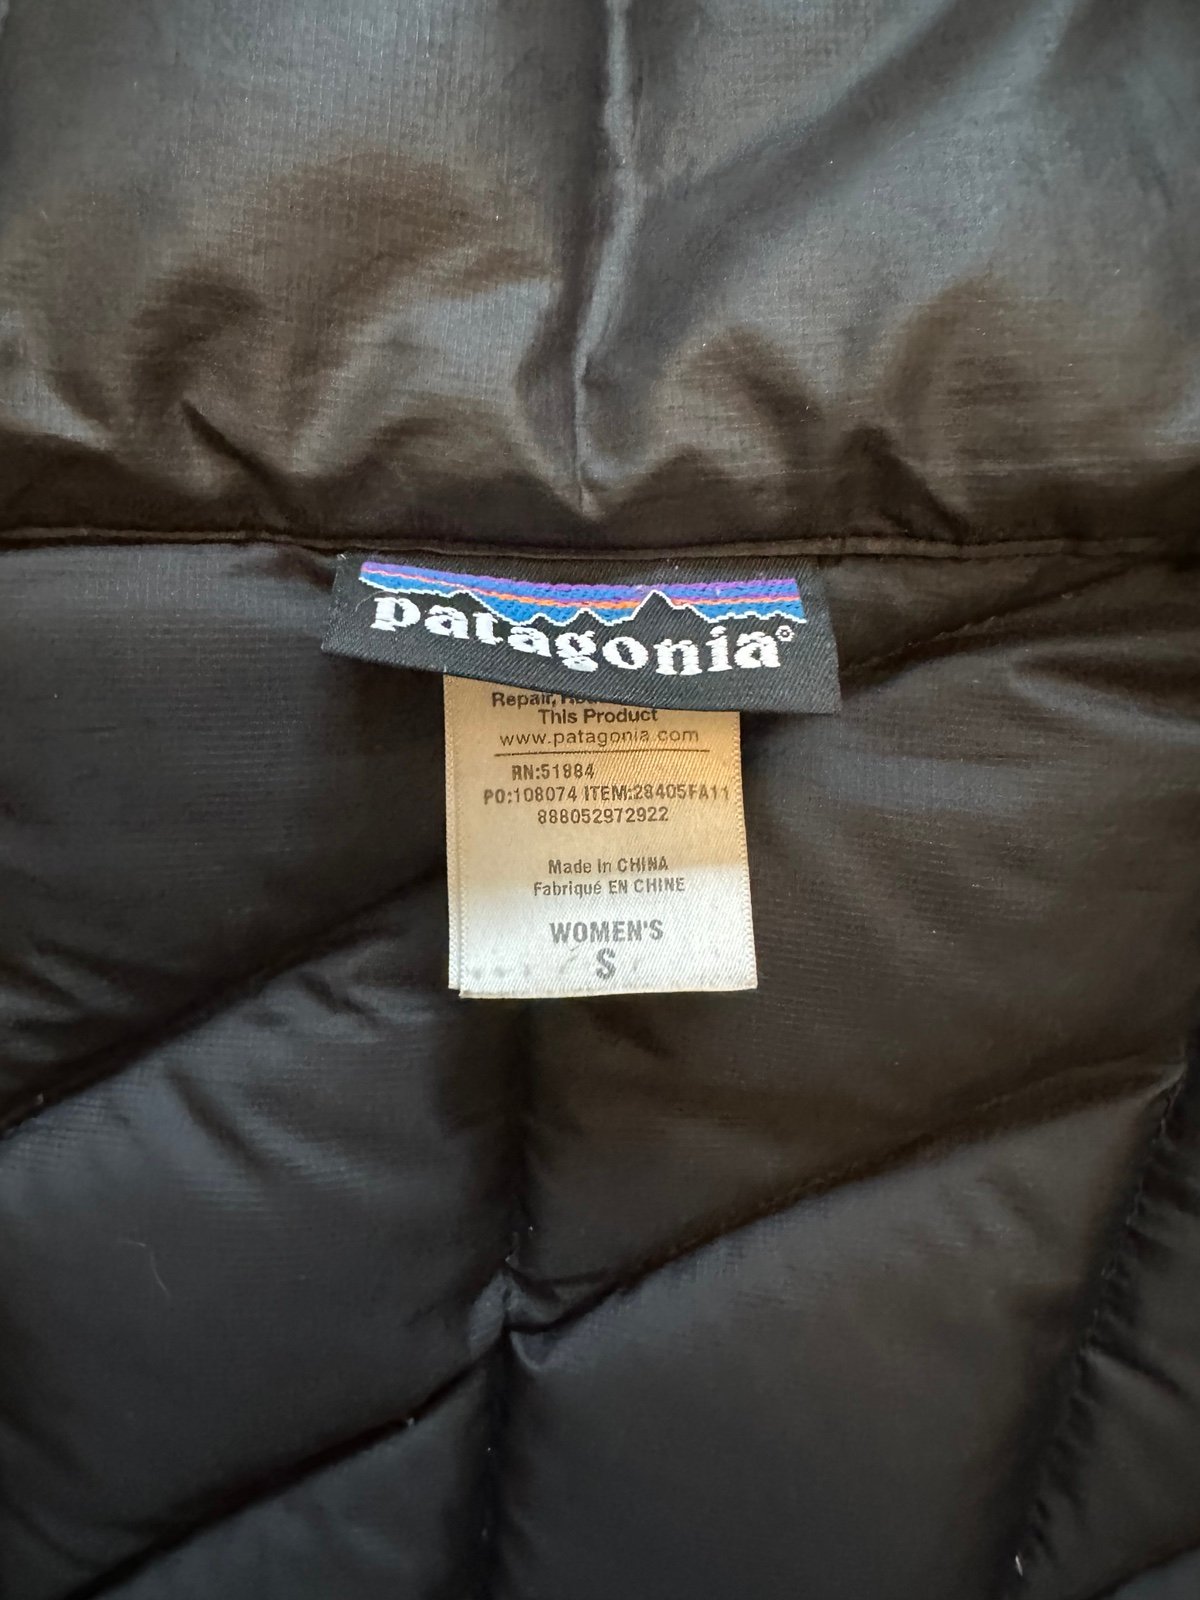 patagonia®
Repair,
This Product
www.patagonia.com
RN:51884
PO:108074 ITEM:28405FA11
888052972922
Made in CHINA
Fabriqué EN CHINE
WOMEN'S
S